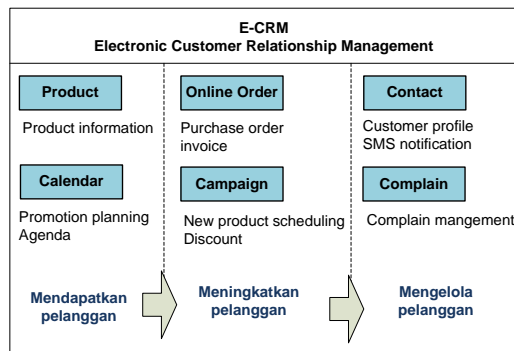 E-CRM
Electronic Customer Relationship Management
Product
Product information
Calendar
Promotion planning
Agenda
Mendapatkan
pelanggan
Online Order
Purchase order
invoice
Campaign
New product scheduling
Discount
Meningkatkan
pelanggan
Contact
Customer profile
SMS notification
Complain
Complain mangement
Mengelola
pelanggan